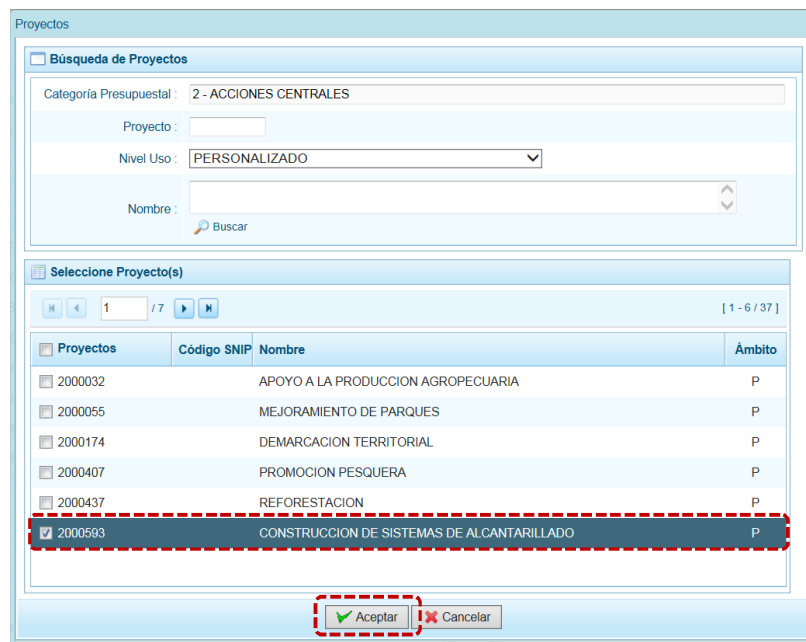 Proyectos
Búsqueda de Proyectos
Categoría Presupuestal : 2 - ACCIONES CENTRALES
Proyecto :
Nivel Uso : PERSONALIZADO
Nombre :
Buscar
Seleccione Proyecto(s)
1 / 7 [ 1 - 6 / 37 ]
Proyectos Código SNIP Nombre Ámbito
2000032 APOYO A LA PRODUCCION AGROPECUARIA P
2000055 MEJORAMIENTO DE PARQUES P
2000174 DEMARCACION TERRITORIAL P
2000407 PROMOCION PESQUERA P
2000437 REFORESTACION P
2000593 CONSTRUCCION DE SISTEMAS DE ALCANTARILLADO P
Aceptar Cancelar